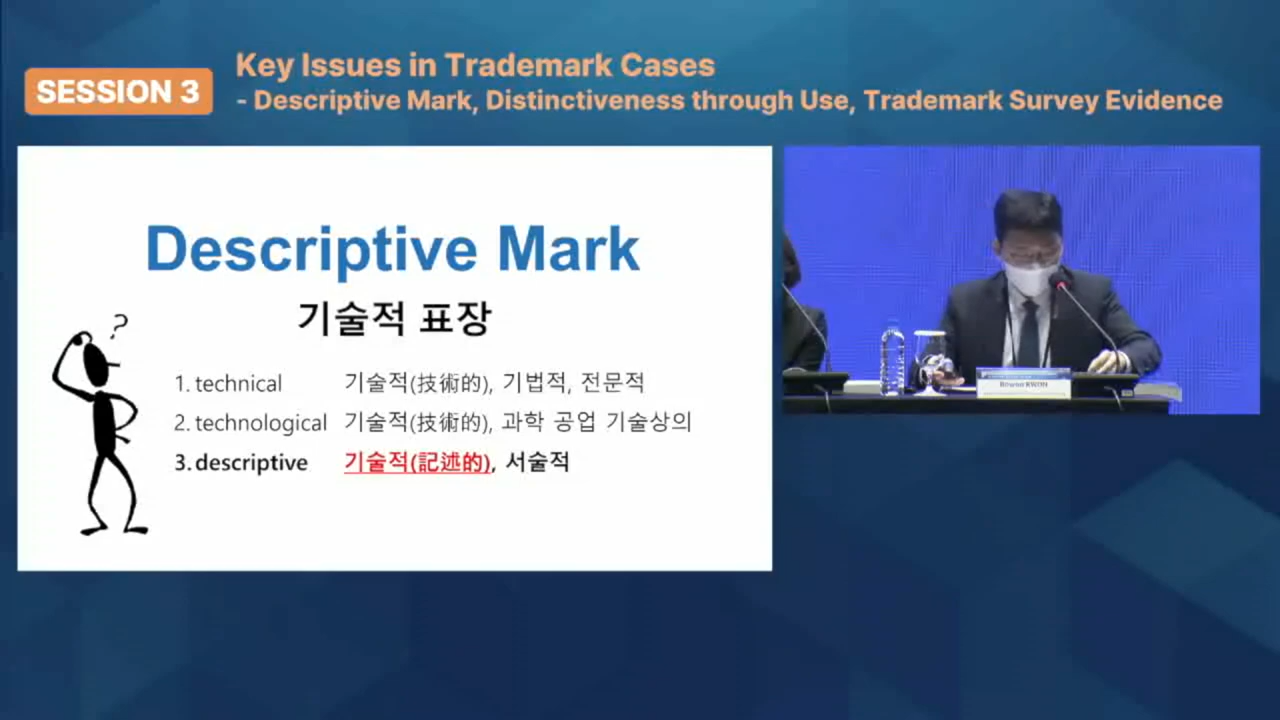 SESSION 3
Key Issues in Trademark Cases
- Descriptive Mark, Distinctiveness through Use, Trademark Survey Evidence
Descriptive Mark
기술적 표장
?
1. technical 기술적(技術的), 기법적, 전문적
2. technological 기술적(技術的), 과학 공업 기술상의
3. descriptive 기술적(記述的), 서술적
KWON